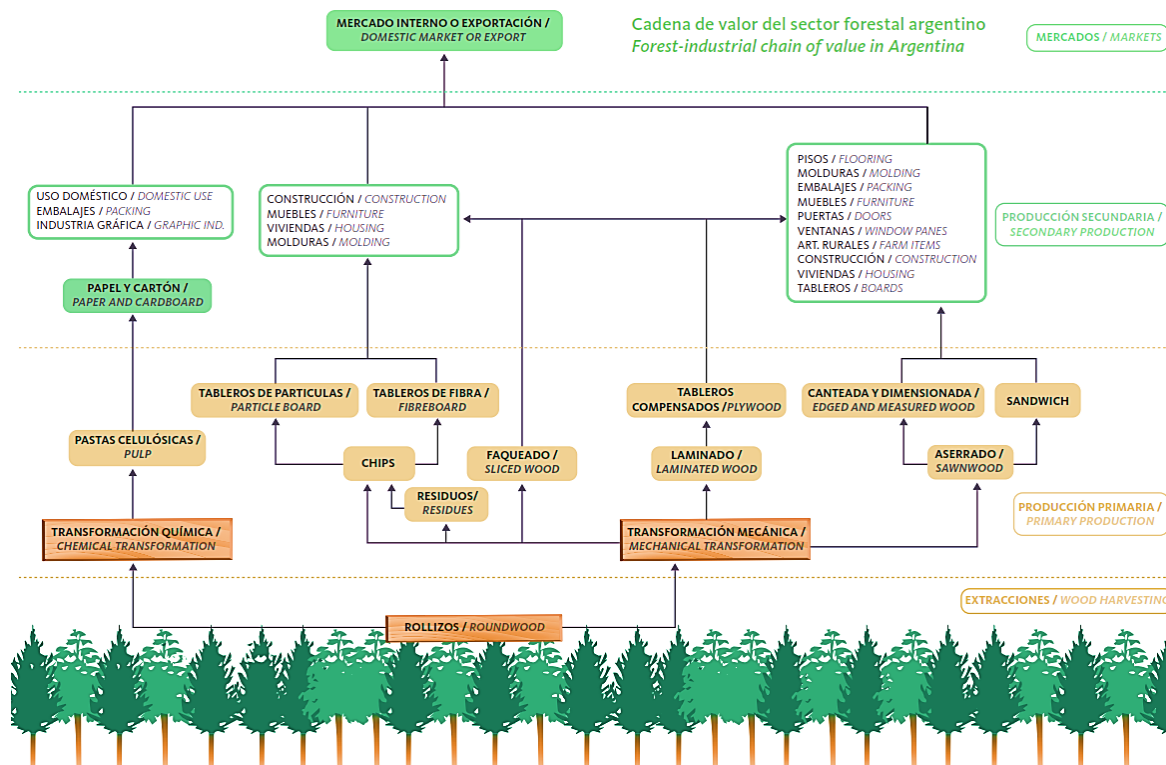 MERCADO INTERNO O EXPORTACIÓN /
DOMESTIC MARKET OR EXPORT
Cadena de valor del sector forestal argentino
Forest-industrial chain of value in Argentina
MERCADOS / MARKETS
USO DOMÉSTICO / DOMESTIC USE
EMBALAJES / PACKING
INDUSTRIA GRÁFICA / GRAPHIC IND.
CONSTRUCCIÓN / CONSTRUCTION
MUEBLES / FURNITURE
VIVIENDAS / HOUSING
MOLDURAS / MOLDING
PISOS / FLOORING
MOLDURAS / MOLDING
EMBALAJES / PACKING
MUEBLES / FURNITURE
PUERTAS / DOORS
VENTANAS / WINDOW PANES
ART. RURALES / FARM ITEMS
CONSTRUCCIÓN / CONSTRUCTION
VIVIENDAS / HOUSING
TABLEROS / BOARDS
PRODUCCIÓN SECUNDARIA /
SECONDARY PRODUCTION
PAPEL Y CARTÓN /
PAPER AND CARDBOARD
TABLEROS DE PARTICULAS /
PARTICLE BOARD
TABLEROS DE FIBRA /
FIBREBOARD
TABLEROS
COMPENSADOS /PLYWOOD
CANTEADA Y DIMENSIONADA /
EDGED AND MEASURED WOOD
SANDWICH
PASTAS CELULÓSICAS /
PULP
CHIPS
FAQUEADO /
SLICED WOOD
LAMINADO /
LAMINATED WOOD
ASERRADO /
SAWNWOOD
RESIDUOS/
RESIDUES
PRODUCCIÓN PRIMARIA /
PRIMARY PRODUCTION
TRANSFORMACIÓN QUÍMICA /
CHEMICAL TRANSFORMATION
TRANSFORMACIÓN MECÁNICA /
MECHANICAL TRANSFORMATION
EXTRACCIONES / WOOD HARVESTING
ROLLIZOS / ROUNDWOOD